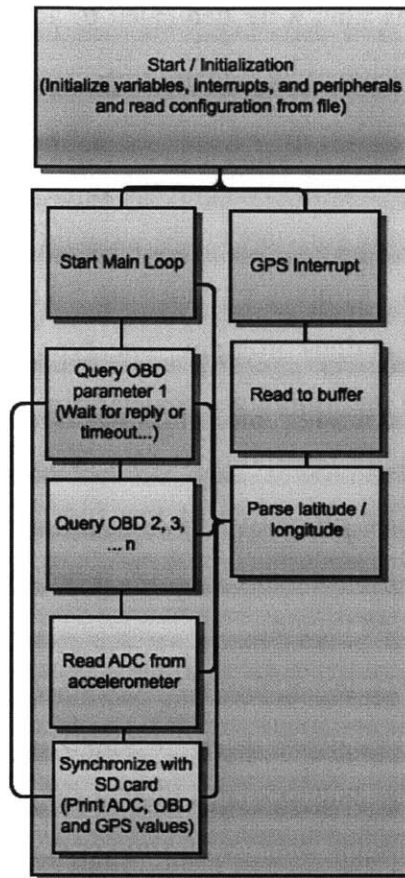 Start / Initialization
(Initialize variables, interrupts, and peripherals
and read configuration from file)
Start Main Loop
GPS Interrupt
Query OBD
parameter 1
(Wait for reply or
timeout...)
Read to buffer
Query OBD 2, 3,
... n
Parse latitude /
longitude
Read ADC from
accelerometer
Synchronize with
SD card
(Print ADC, OBD
and GPS values)